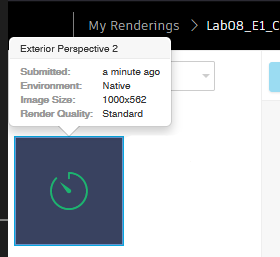 My Renderings > Lab08_E1_C
Exterior Perspective 2
Submitted: a minute ago
Environment: Native
Image Size: 1000x562
Render Quality: Standard